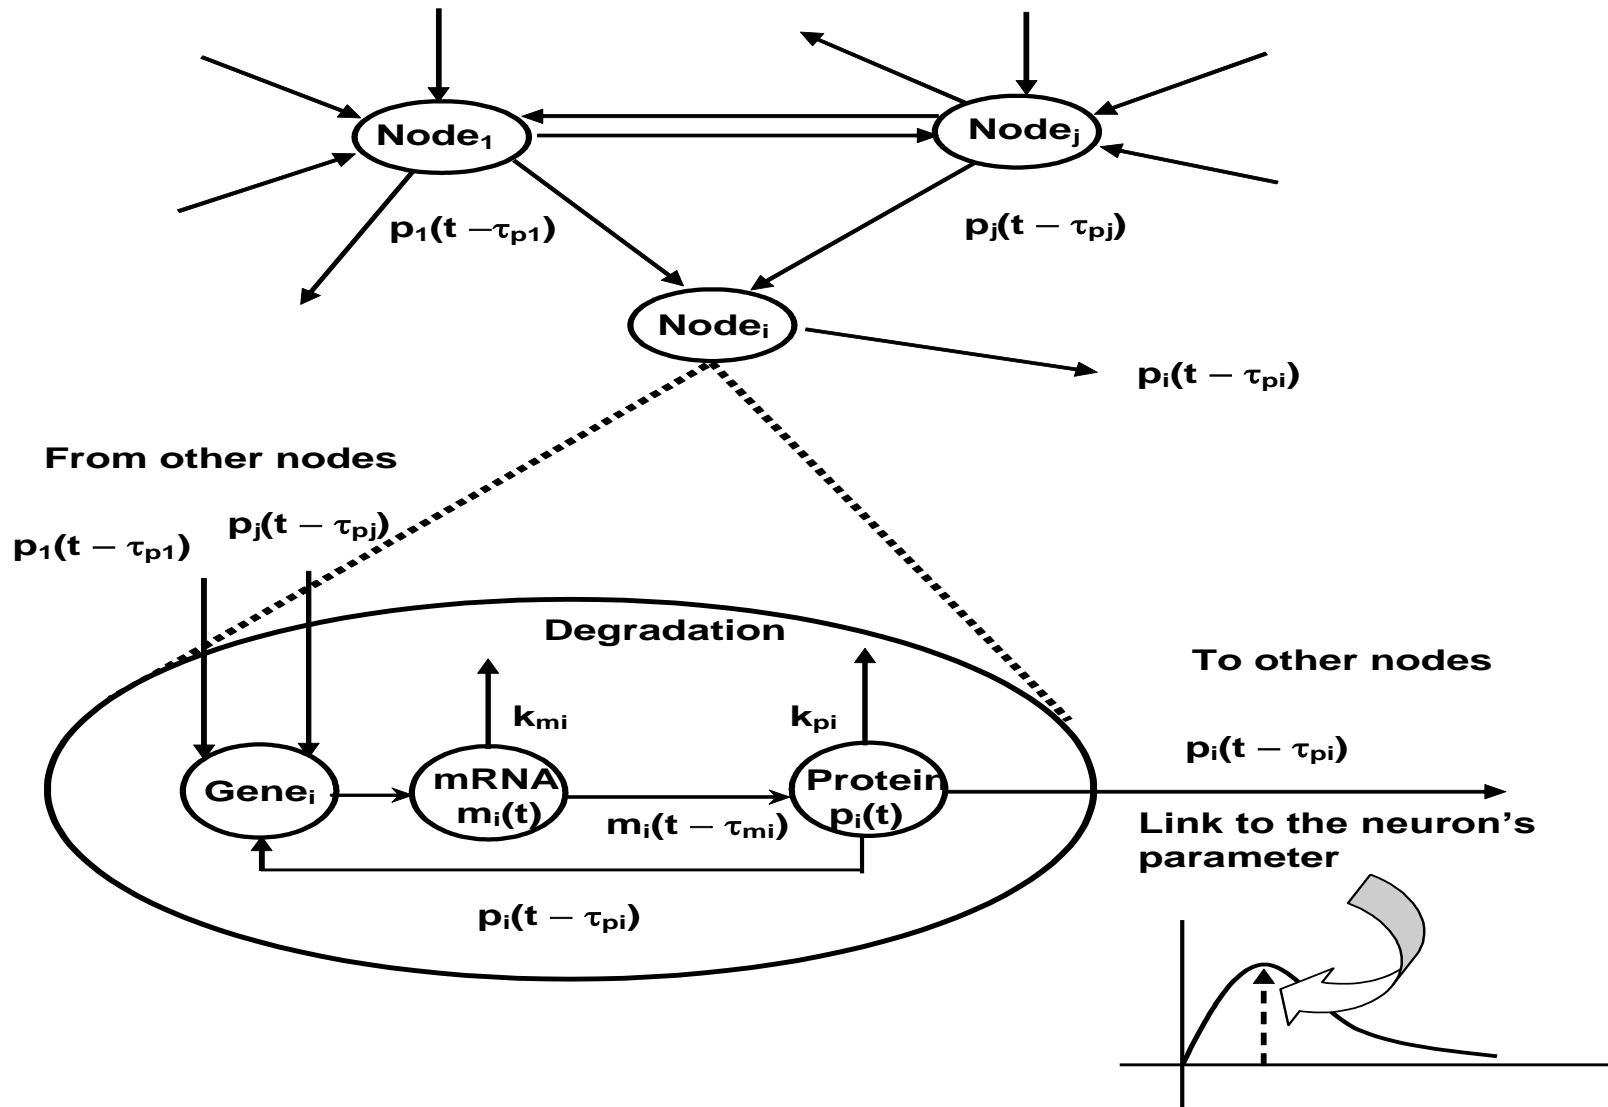 Node₁
Nodeⱼ
p₁(t –τₚ₁)
pⱼ(t – τₚⱼ)
Nodeᵢ
pᵢ(t – τₚᵢ)
From other nodes
pⱼ(t – τₚⱼ)
p₁(t – τₚ₁)
Degradation
To other nodes
kₘᵢ
kₚᵢ
pᵢ(t – τₚᵢ)
Geneᵢ
mRNA
mᵢ(t)
mᵢ(t – τₘᵢ)
Protein
pᵢ(t)
Link to the neuron’s
parameter
pᵢ(t – τₚᵢ)